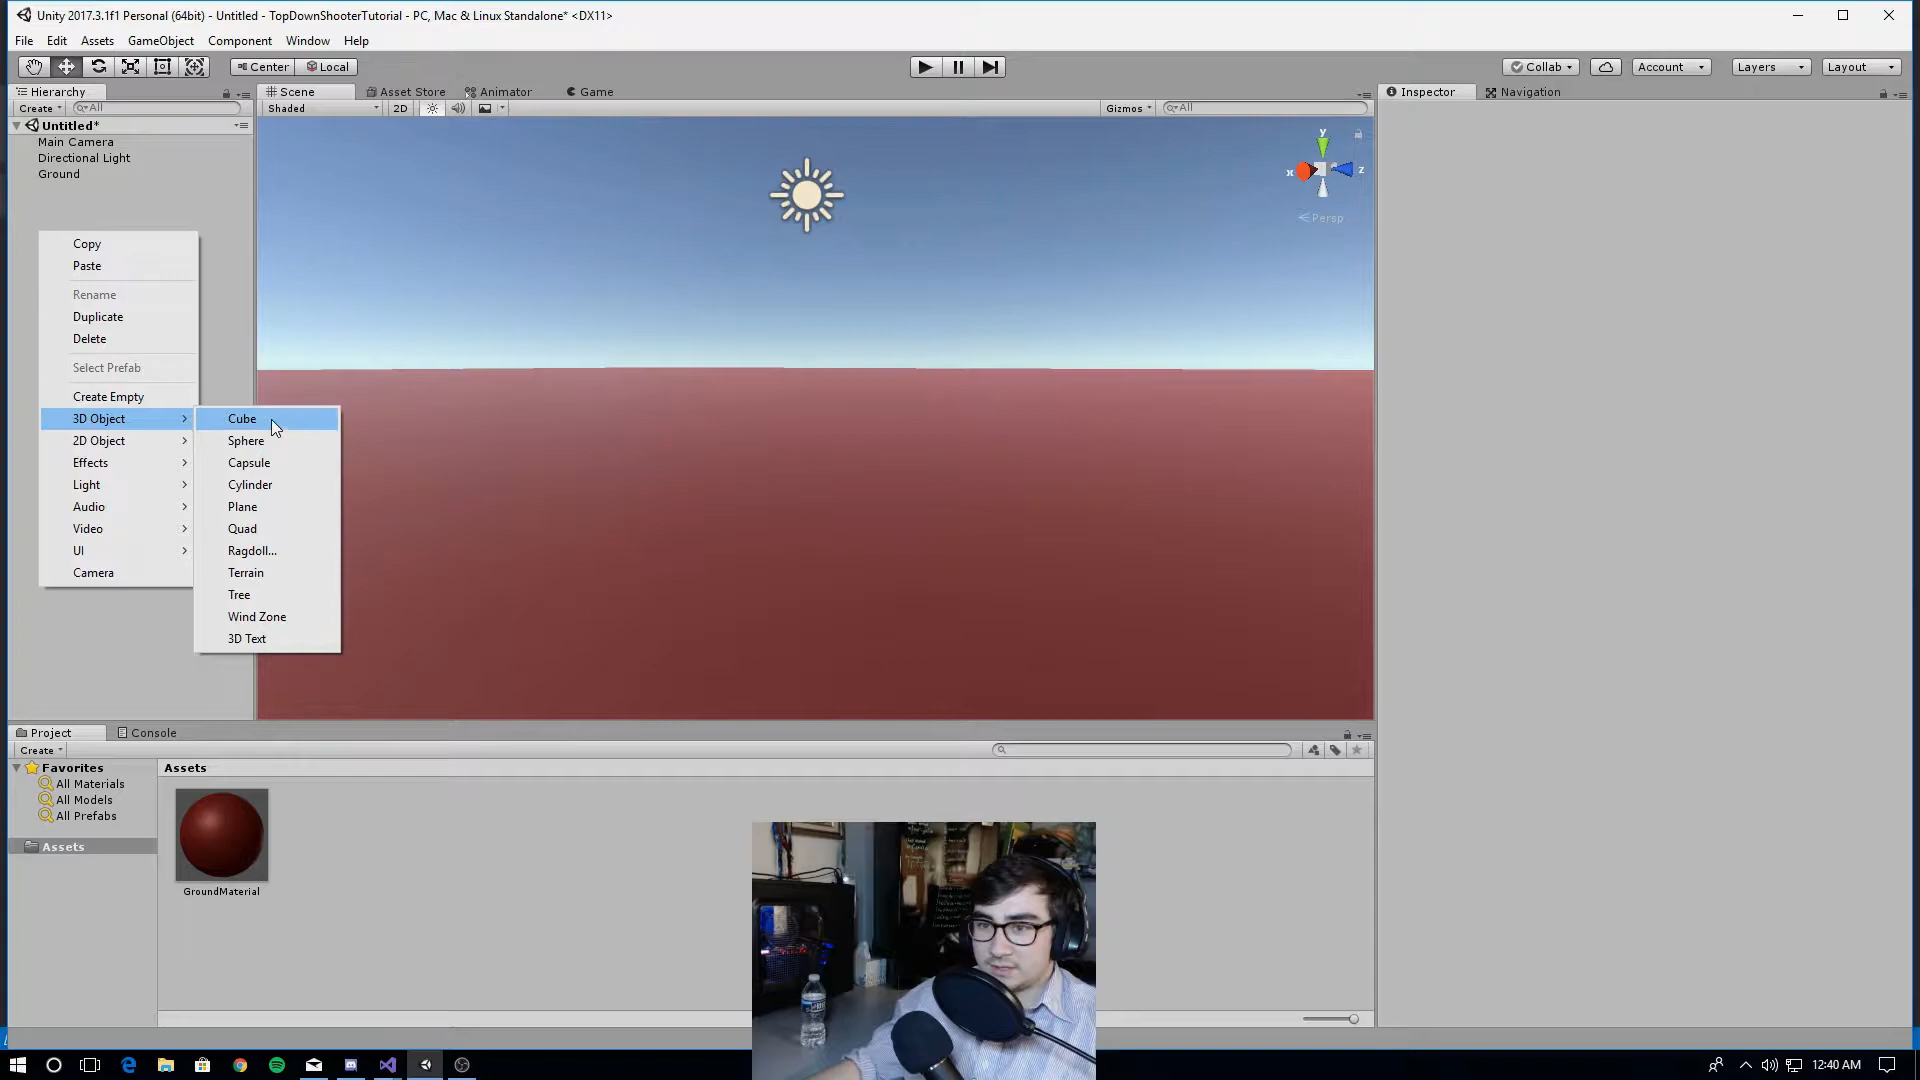 Unity 2017.3.1f1 Personal (64bit) - Untitled - TopDownShooterTutorial - PC, Mac & Linux Standalone* <DX11>
File Edit Assets GameObject Component Window Help
Center Local Collab Account Layers Layout
Hierarchy Scene Asset Store Animator Game Inspector Navigation
Create All Shaded 2D Gizmos All
Untitled*
Main Camera
Directional Light
Ground
y
x z
Persp
Copy
Paste
Rename
Duplicate
Delete
Select Prefab
Create Empty
3D Object
2D Object
Effects
Light
Audio
Video
UI
Camera
Cube
Sphere
Capsule
Cylinder
Plane
Quad
Ragdoll...
Terrain
Tree
Wind Zone
3D Text
Project Console
Create
Favorites
All Materials
All Models
All Prefabs
Assets
Assets
GroundMaterial
12:40 AM